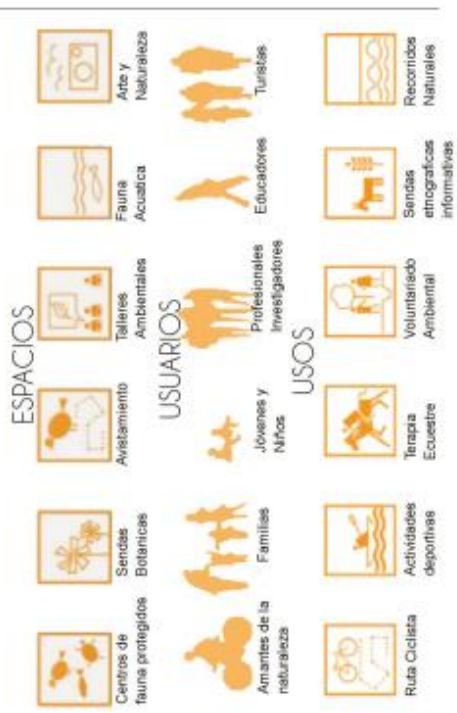 ESPACIOS
Centros de
fauna protegidos
Sendas
Botanicas
Avistamiento
Talleres
Ambientales
Fauna
Acuatica
Arte y
Naturaleza
USUARIOS
Amantes de la
naturaleza
Familias
Jóvenes y
Niños
Profesionales
Investigadores
Educadores
Turistas
USOS
Ruta Ciclista
Actividades
deportivas
Terapia
Ecuestre
Voluntariado
Ambiental
Sendas
etnograficas
informativas
Recorridos
Naturales